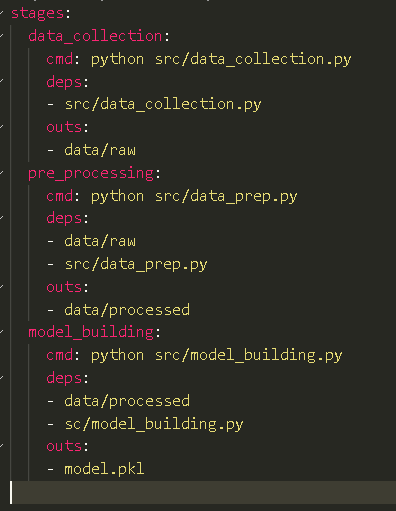 stages:
  data_collection:
    cmd: python src/data_collection.py
    deps:
    - src/data_collection.py
    outs:
    - data/raw
  pre_processing:
    cmd: python src/data_prep.py
    deps:
    - data/raw
    - src/data_prep.py
    outs:
    - data/processed
  model_building:
    cmd: python src/model_building.py
    deps:
    - data/processed
    - sc/model_building.py
    outs:
    - model.pkl